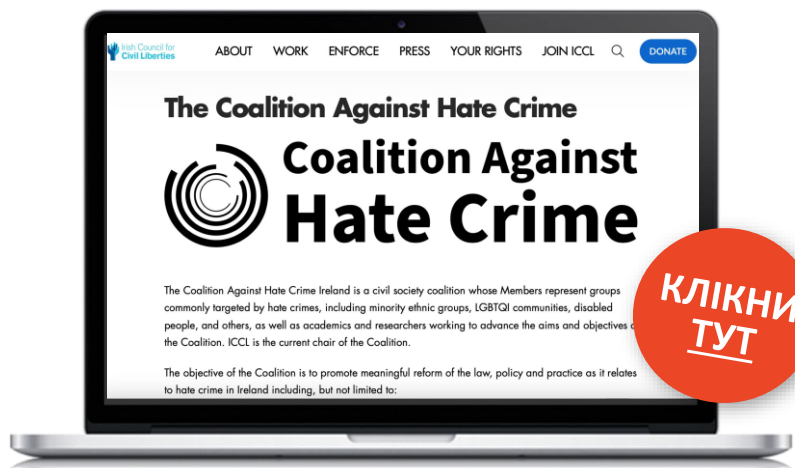 Irish Council for
Civil Liberties
ABOUT WORK ENFORCE PRESS YOUR RIGHTS JOIN ICCL DONATE
The Coalition Against Hate Crime
Coalition Against
Hate Crime
The Coalition Against Hate Crime Ireland is a civil society coalition whose Members represent groups
commonly targeted by hate crimes, including minority ethnic groups, LGBTQI communities, disabled
people, and others, as well as academics and researchers working to advance the aims and objectives
the Coalition. ICCL is the current chair of the Coalition.
The objective of the Coalition is to promote meaningful reform of the law, policy and practice as it relates
to hate crime in Ireland including, but not limited to:
КЛІКНИ
ТУТ